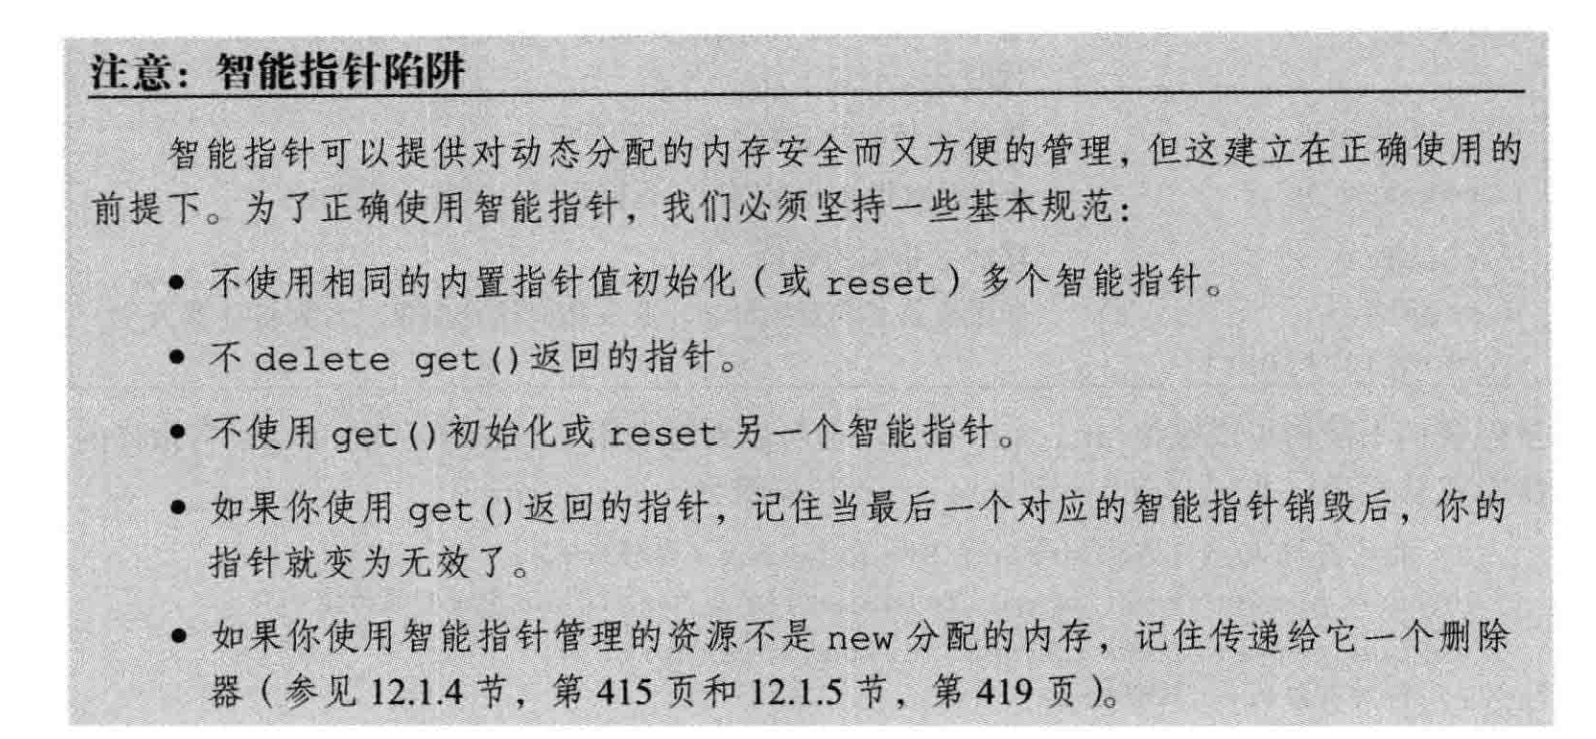 注意：智能指针陷阱
智能指针可以提供对动态分配的内存安全而又方便的管理，但这建立在正确使用的
前提下。为了正确使用智能指针，我们必须坚持一些基本规范：
● 不使用相同的内置指针值初始化（或 reset）多个智能指针。
● 不 delete get()返回的指针。
● 不使用 get()初始化或 reset 另一个智能指针。
● 如果你使用 get()返回的指针，记住当最后一个对应的智能指针销毁后，你的
指针就变为无效了。
● 如果你使用智能指针管理的资源不是 new 分配的内存，记住传递给它一个删除
器（参见 12.1.4 节，第 415 页和 12.1.5 节，第 419 页）。